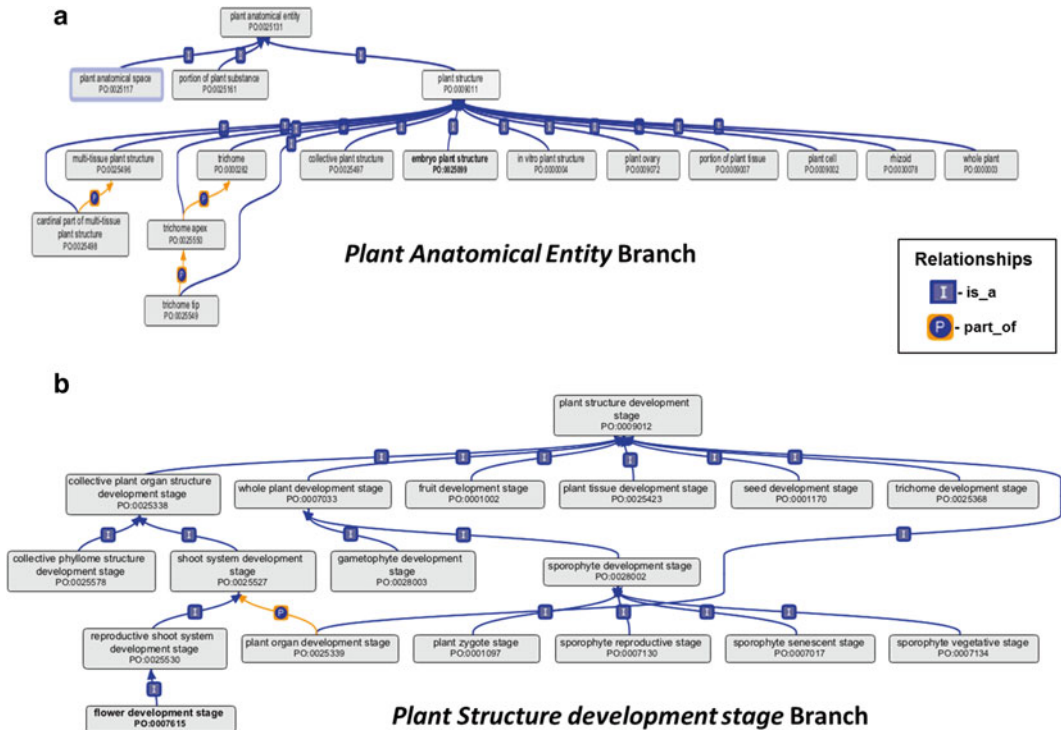 a
plant anatomical entity
PO:0025131
I
I
I
plant anatomical space
PO:0025117
portion of plant substance
PO:0025161
plant structure
PO:0009011
I
I
I
I
I
I
I
I
I
I
I
I
I
multi-tissue plant structure
PO:0025496
trichome
PO:0000282
collective plant structure
PO:0025497
embryo plant structure
PO:0025099
in vitro plant structure
PO:0000004
plant ovary
PO:0009072
portion of plant tissue
PO:0009007
plant cell
PO:0009002
rhizoid
PO:0030078
whole plant
PO:0000003
P
P
cardinal part of multi-tissue
plant structure
PO:0025498
trichome apex
PO:0025550
P
trichome tip
PO:0025549
Plant Anatomical Entity Branch
Relationships
I - is_a
P - part_of
b
plant structure development
stage
PO:0009012
I
I
I
I
I
I
collective plant organ structure
development stage
PO:0025338
whole plant development stage
PO:0007033
fruit development stage
PO:0001002
plant tissue development stage
PO:0025423
seed development stage
PO:0001170
trichome development stage
PO:0025368
I
I
I
I
I
collective phyllome structure
development stage
PO:0025578
shoot system development
stage
PO:0025527
gametophyte development
stage
PO:0028003
sporophyte development stage
PO:0028002
I
P
I
I
I
I
reproductive shoot system
development stage
PO:0025530
plant organ development stage
PO:0025339
plant zygote stage
PO:0001097
sporophyte reproductive stage
PO:0007130
sporophyte senescent stage
PO:0007017
sporophyte vegetative stage
PO:0007134
I
flower development stage
PO:0007615
Plant Structure development stage Branch